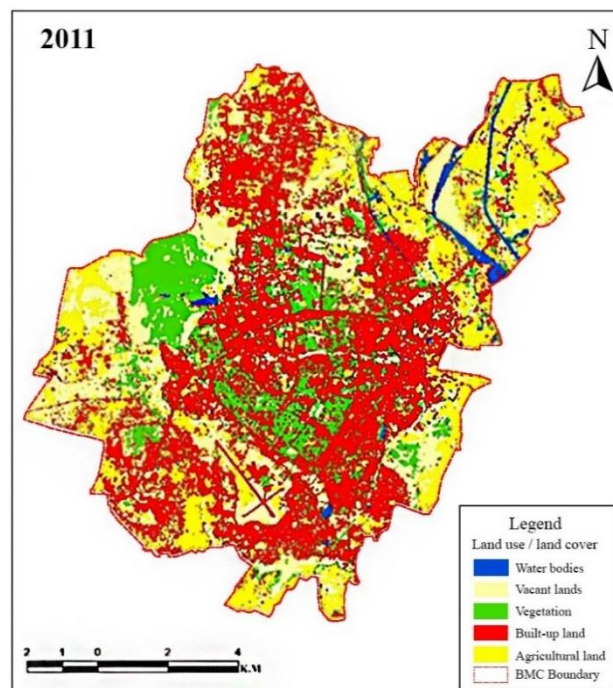 2011
N
Legend
Land use / land cover
Water bodies
Vacant lands
Vegetation
Built-up land
Agricultural land
BMC Boundary
2 1 0 2 4
K.M